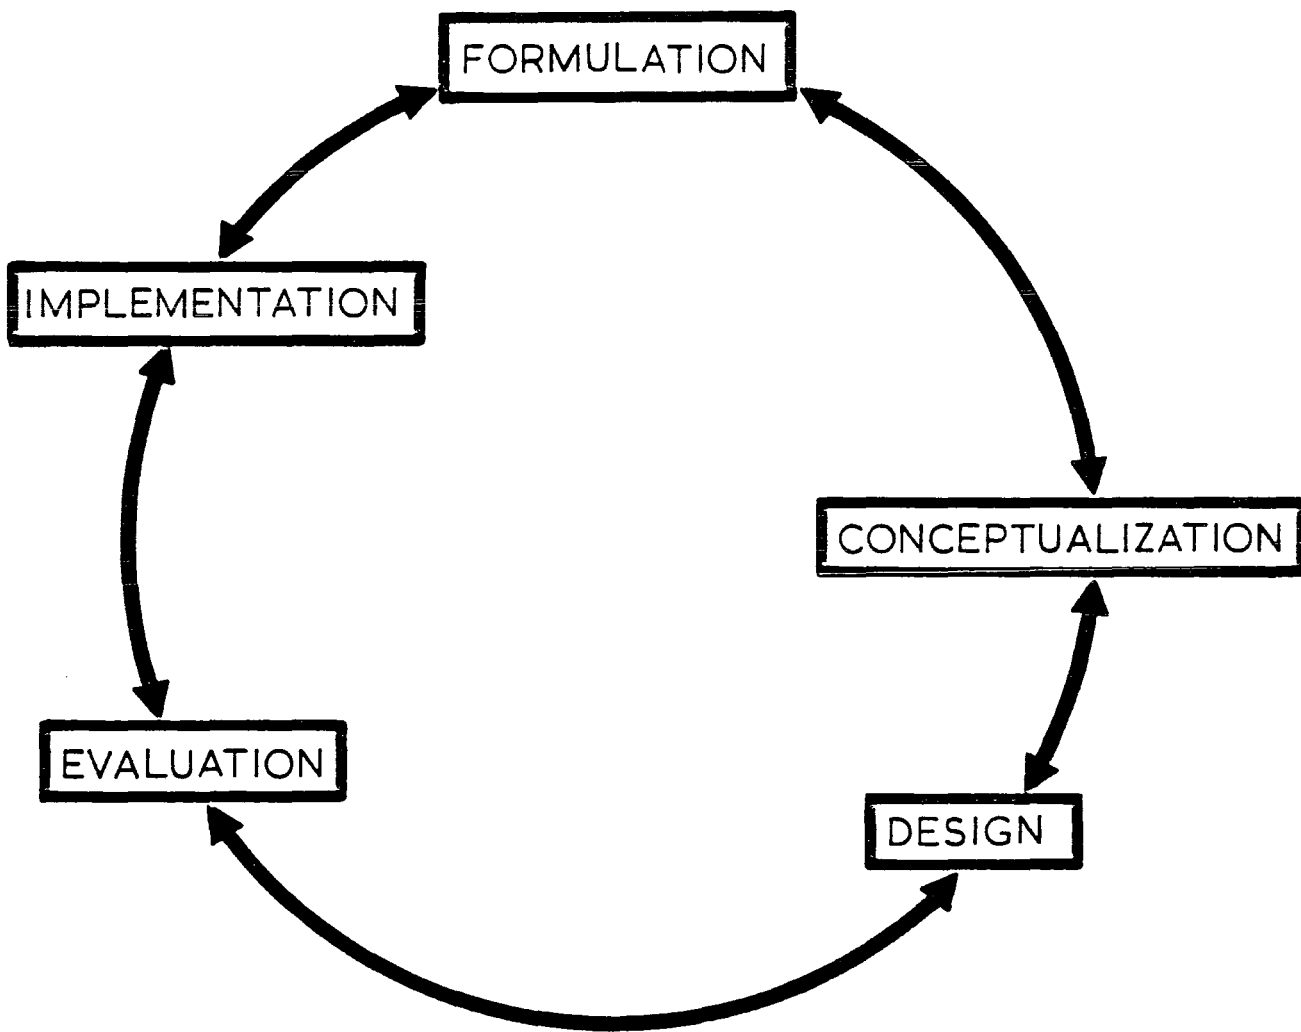 FORMULATION
IMPLEMENTATION
CONCEPTUALIZATION
EVALUATION
DESIGN